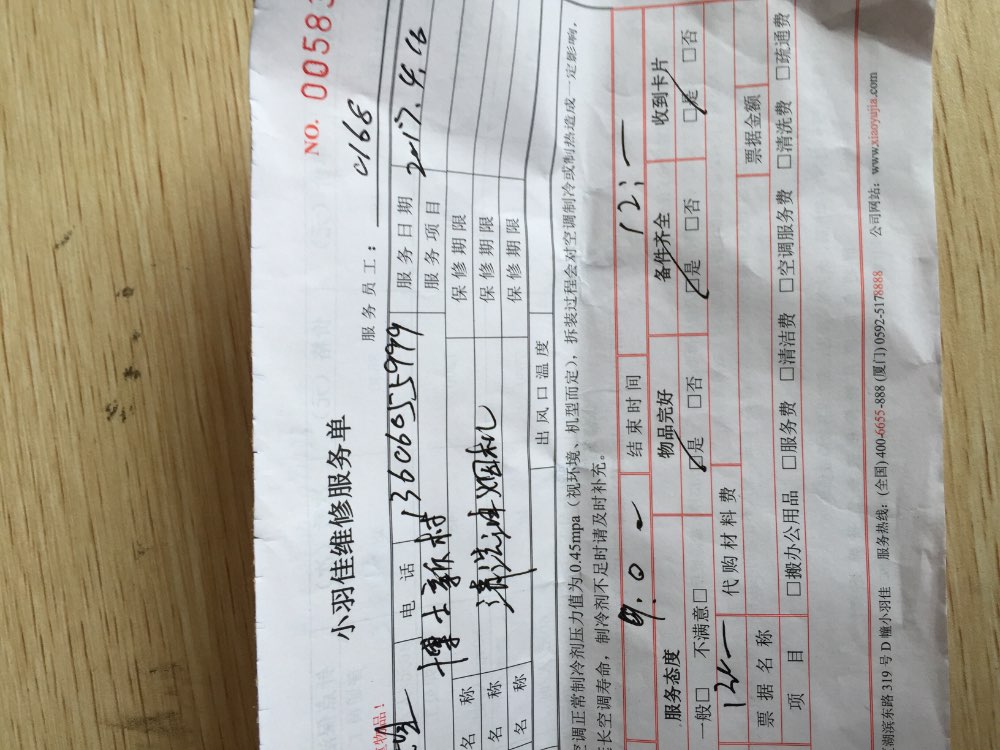 NO. 0058
小羽佳维修服务单
服务员工： 0168
电话 13606055999 服务日期 2017.4.16
博士新村 服务项目
名称 清洗油烟机 保修期限
名称 保修期限
名称 保修期限
出风口温度
空调正常制冷剂压力值为0.45mpa（视环境、机型而定），拆装过程会对空调制冷或制热造成一定影响，
长空调寿命，制冷剂不足时请及时补充。
9:0 结束时间 12:
服务态度 物品完好 备件齐全 收到卡片
一般□ 不满意□ □是 □否 □是 □否 □是 □否
代购材料费
票据名称 票据金额
项目 □搬办公用品 □服务费 □清洁费 □空调服务费 □清洗费 □疏通费
湖滨东路 319 号 D 幢小羽佳 服务热线：(全国) 400-6655-888 (厦门) 0592-5178888 公司网站：www.xiaoyujia.com